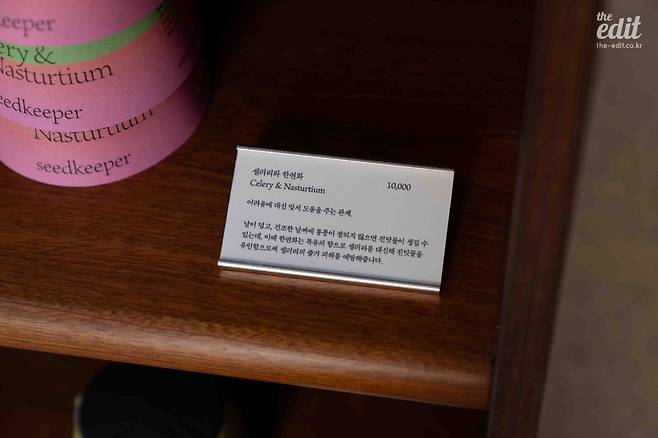 keeper
ery &
Nasturtium
seedkeeper
Nasturtium
seedkeeper
셀러리와 한련화
Celery & Nasturtium 10,000
어려움에 대신 맞서 도움을 주는 관계.
날이 덥고, 건조한 날씨에 통풍이 잘되지 않으면 진딧물이 생길 수
있는데, 이때 한련화는 특유의 향으로 셀러리를 대신해 진딧물을
유인함으로써 셀러리의 줄기 피해를 예방해줍니다.
the
edit
the-edit.co.kr